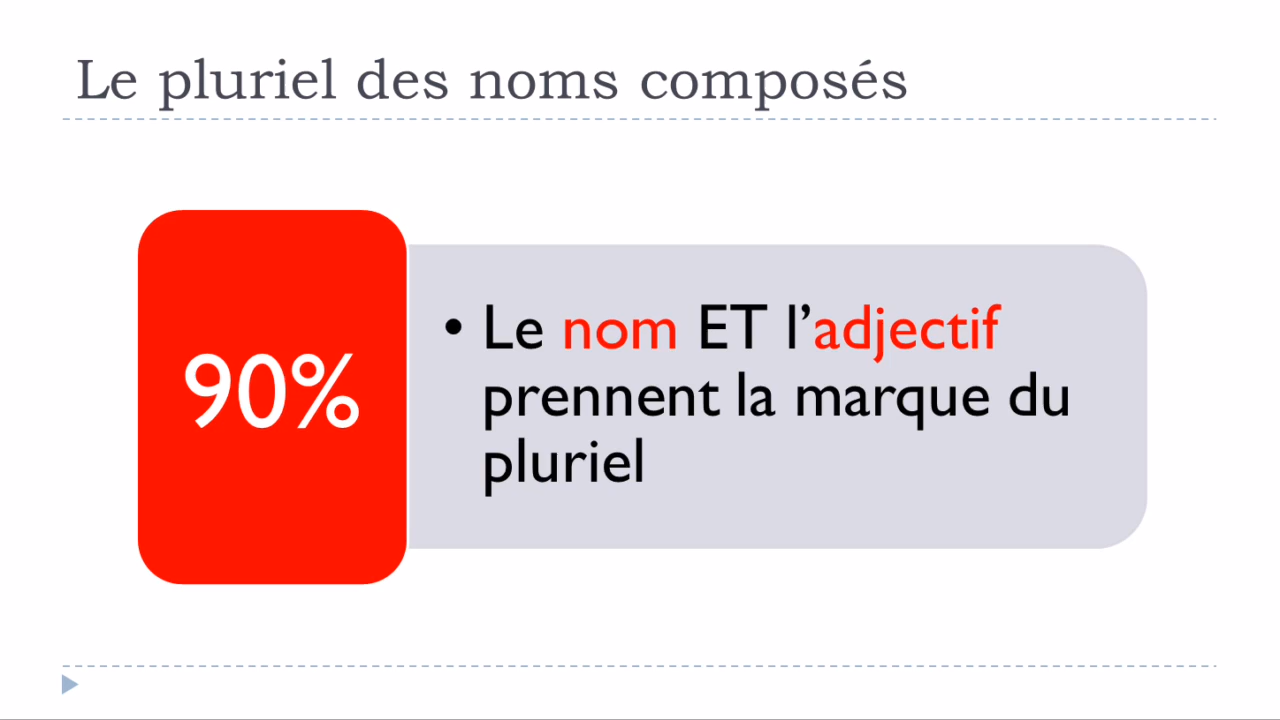 Le pluriel des noms composés
90%
• Le nom ET l’adjectif
prennent la marque du
pluriel